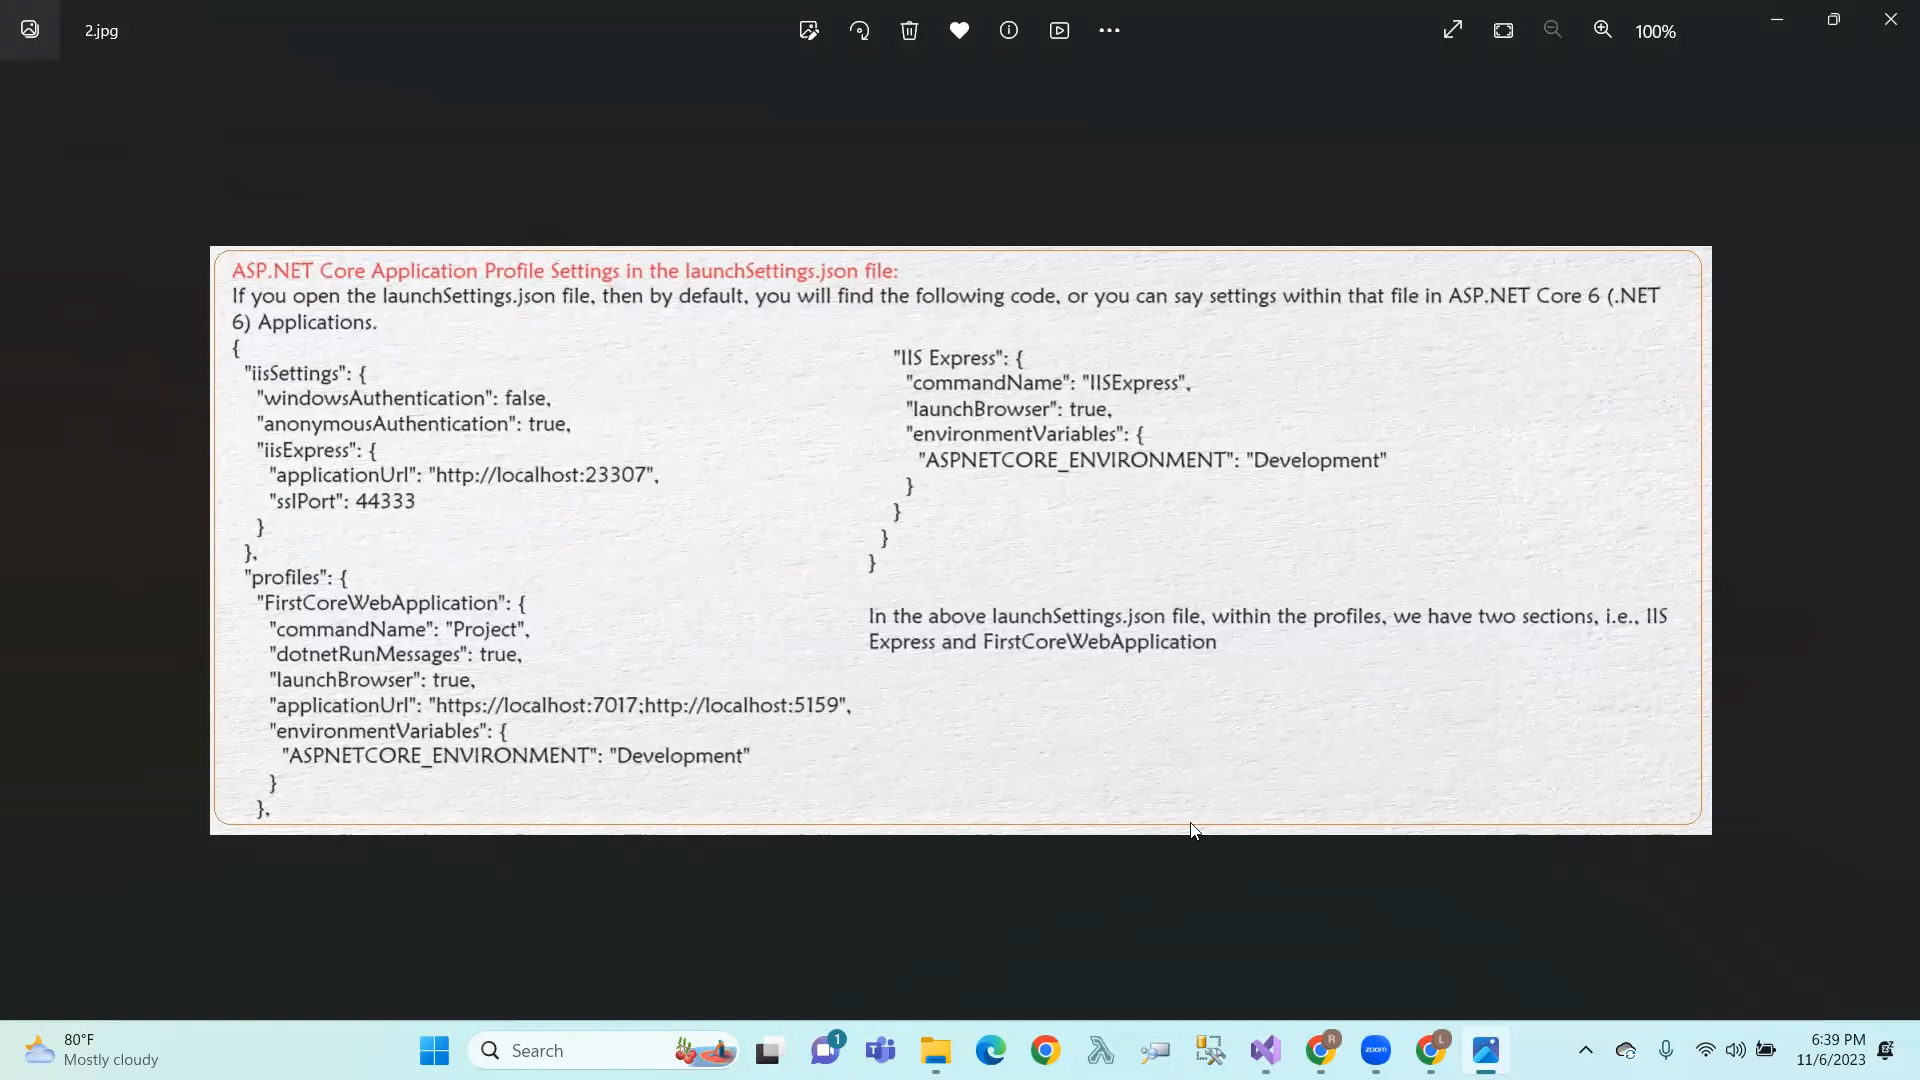 2.jpg
100%
ASP.NET Core Application Profile Settings in the launchSettings.json file:
If you open the launchSettings.json file, then by default, you will find the following code, or you can say settings within that file in ASP.NET Core 6 (.NET
6) Applications.
{
"iisSettings": {
"windowsAuthentication": false,
"anonymousAuthentication": true,
"iisExpress": {
"applicationUrl": "http://localhost:23307",
"sslPort": 44333
}
},
"profiles": {
"FirstCoreWebApplication": {
"commandName": "Project",
"dotnetRunMessages": true,
"launchBrowser": true,
"applicationUrl": "https://localhost:7017;http://localhost:5159",
"environmentVariables": {
"ASPNETCORE_ENVIRONMENT": "Development"
}
},
"IIS Express": {
"commandName": "IISExpress",
"launchBrowser": true,
"environmentVariables": {
"ASPNETCORE_ENVIRONMENT": "Development"
}
}
}
}
In the above launchSettings.json file, within the profiles, we have two sections, i.e., IIS
Express and FirstCoreWebApplication
80°F
Mostly cloudy
Search
1
R
zoom
L
6:39 PM
11/6/2023